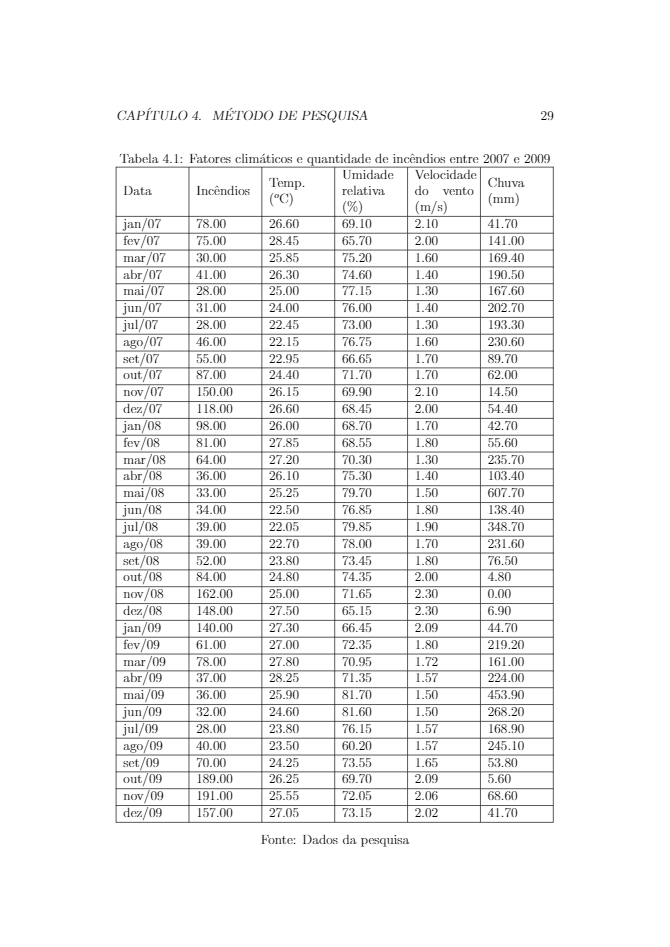 CAPÍTULO 4. MÉTODO DE PESQUISA 29
Tabela 4.1: Fatores climáticos e quantidade de incêndios entre 2007 e 2009
Data Incêndios Temp. (ºC) Umidade relativa (%) Velocidade do vento (m/s) Chuva (mm)
jan/07 78.00 26.60 69.10 2.10 41.70
fev/07 75.00 28.45 65.70 2.00 141.00
mar/07 30.00 25.85 75.20 1.60 169.40
abr/07 41.00 26.30 74.60 1.40 190.50
mai/07 28.00 25.00 77.15 1.30 167.60
jun/07 31.00 24.00 76.00 1.40 202.70
jul/07 28.00 22.45 73.00 1.30 193.30
ago/07 46.00 22.15 76.75 1.60 230.60
set/07 55.00 22.95 66.65 1.70 89.70
out/07 87.00 24.40 71.70 1.70 62.00
nov/07 150.00 26.15 69.90 2.10 14.50
dez/07 118.00 26.60 68.45 2.00 54.40
jan/08 98.00 26.00 68.70 1.70 42.70
fev/08 81.00 27.85 68.55 1.80 55.60
mar/08 64.00 27.20 70.30 1.30 235.70
abr/08 36.00 26.10 75.30 1.40 103.40
mai/08 33.00 25.25 79.70 1.50 607.70
jun/08 34.00 22.50 76.85 1.80 138.40
jul/08 39.00 22.05 79.85 1.90 348.70
ago/08 39.00 22.70 78.00 1.70 231.60
set/08 52.00 23.80 73.45 1.80 76.50
out/08 84.00 24.80 74.35 2.00 4.80
nov/08 162.00 25.00 71.65 2.30 0.00
dez/08 148.00 27.50 65.15 2.30 6.90
jan/09 140.00 27.30 66.45 2.09 44.70
fev/09 61.00 27.00 72.35 1.80 219.20
mar/09 78.00 27.80 70.95 1.72 161.00
abr/09 37.00 28.25 71.35 1.57 224.00
mai/09 36.00 25.90 81.70 1.50 453.90
jun/09 32.00 24.60 81.60 1.50 268.20
jul/09 28.00 23.80 76.15 1.57 168.90
ago/09 40.00 23.50 60.20 1.57 245.10
set/09 70.00 24.25 73.55 1.65 53.80
out/09 189.00 26.25 69.70 2.09 5.60
nov/09 191.00 25.55 72.05 2.06 68.60
dez/09 157.00 27.05 73.15 2.02 41.70
Fonte: Dados da pesquisa